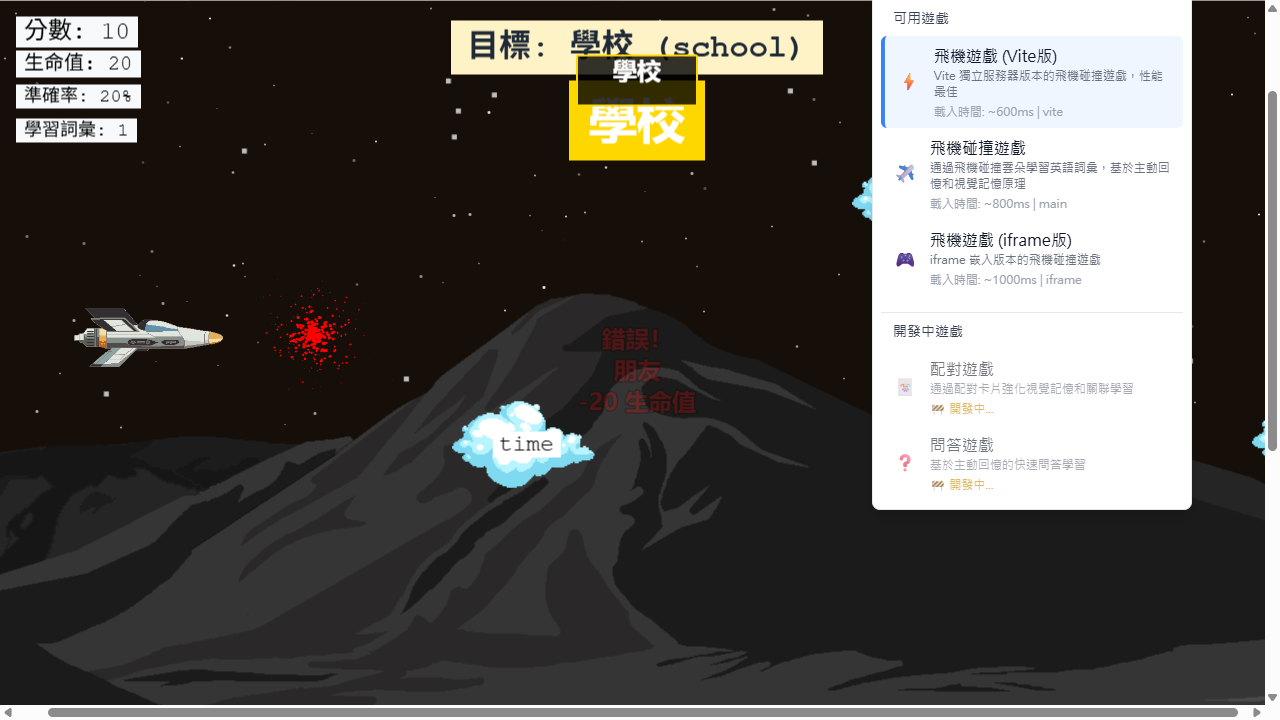 分數: 10
生命值: 20
準確率: 20%
學習詞彙: 1
目標: 學校 (school)
學校
學校
錯誤!
朋友
-20 生命值
time
可用遊戲
飛機遊戲 (Vite版)
Vite 獨立服務器版本的飛機碰撞遊戲，性能
最佳
載入時間: ~600ms | vite
飛機碰撞遊戲
通過飛機碰撞雲朵學習英語詞彙，基於主動回
憶和視覺記憶原理
載入時間: ~800ms | main
飛機遊戲 (iframe版)
iframe 嵌入版本的飛機碰撞遊戲
載入時間: ~1000ms | iframe
開發中遊戲
配對遊戲
通過配對卡片強化視覺記憶和關聯學習
開發中...
問答遊戲
基於主動回憶的快速問答學習
開發中...